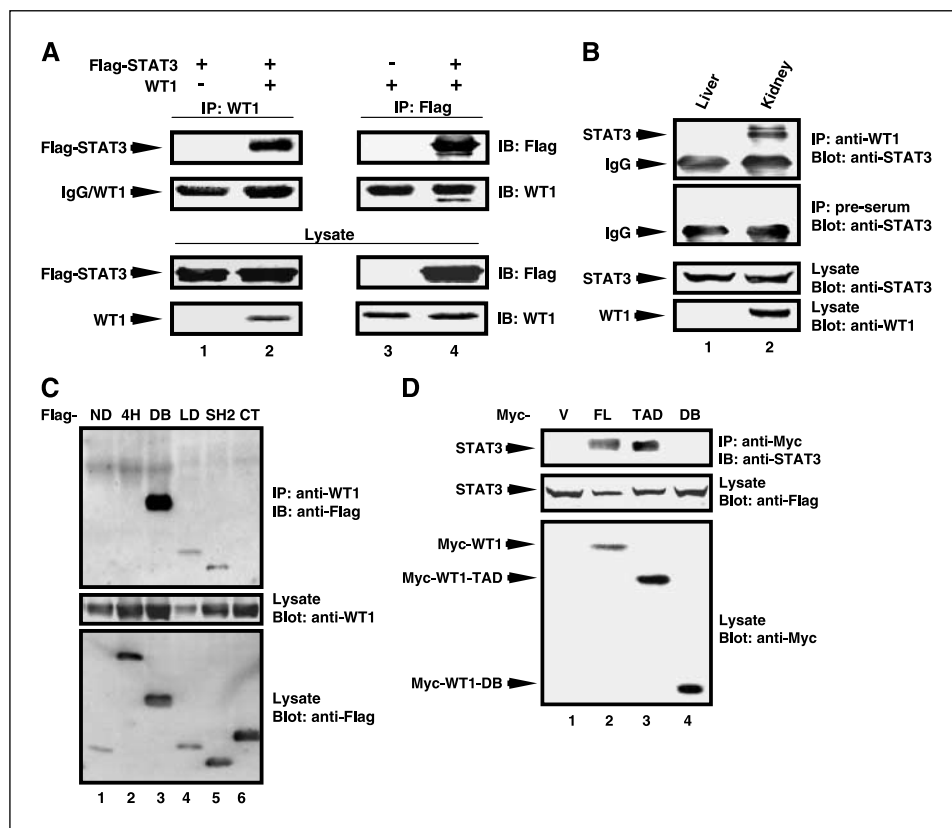 A
Flag-STAT3 + + - +
WT1 - + + +
IP: WT1 IP: Flag
Flag-STAT3 IB: Flag
IgG/WT1 IB: WT1
Lysate
Flag-STAT3 IB: Flag
WT1 IB: WT1
1 2 3 4
B
Liver Kidney
STAT3 IP: anti-WT1
IgG Blot: anti-STAT3
IP: pre-serum
IgG Blot: anti-STAT3
STAT3 Lysate
Blot: anti-STAT3
WT1 Lysate
Blot: anti-WT1
1 2
C
Flag- ND 4H DB LD SH2 CT
IP: anti-WT1
IB: anti-Flag
Lysate
Blot: anti-WT1
Lysate
Blot: anti-Flag
1 2 3 4 5 6
D
Myc- V FL TAD DB
STAT3 IP: anti-Myc
IB: anti-STAT3
STAT3 Lysate
Blot: anti-Flag
Myc-WT1
Myc-WT1-TAD
Lysate
Blot: anti-Myc
Myc-WT1-DB
1 2 3 4